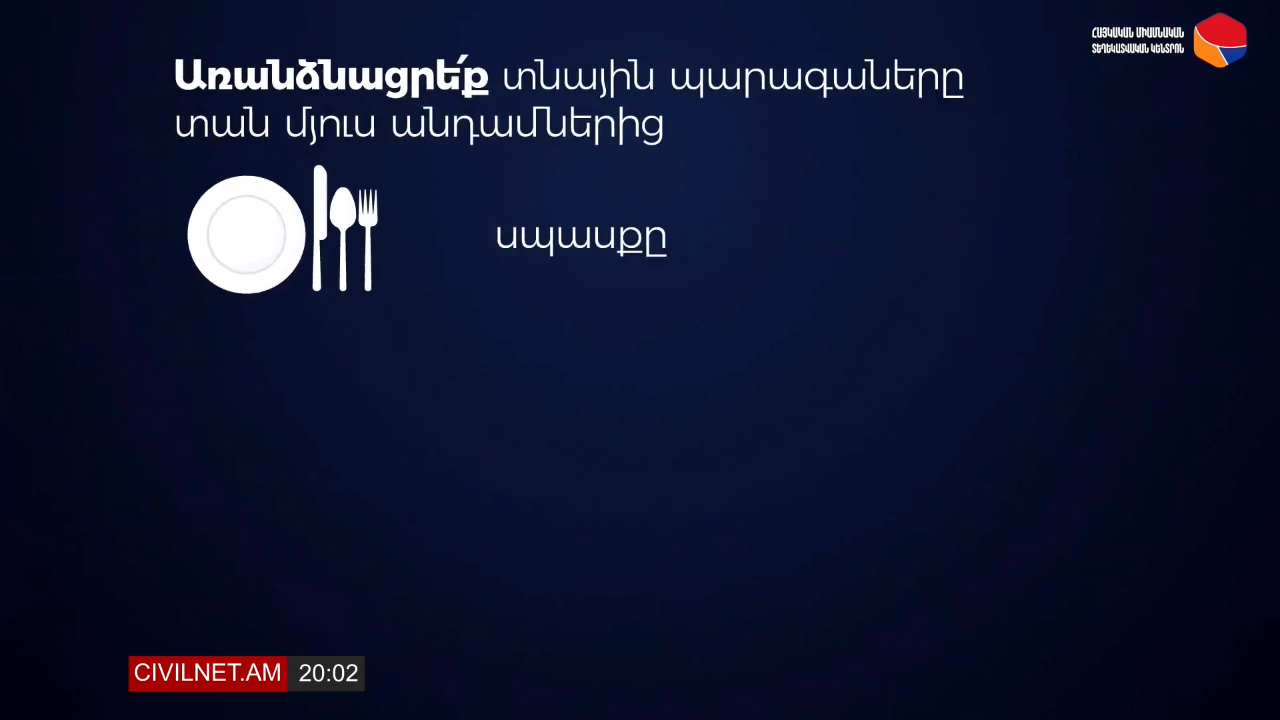 Առանձնացրե՛ք տնային պարագաները
տան մյուս անդամներից
սպասքը
ՀԱՅԿԱԿԱՆ ՄԻԱՍՆԱԿԱՆ
ՏԵՂԵԿԱՏՎԱԿԱՆ ԿԵՆՏՐՈՆ
CIVILNET.AM 20:02